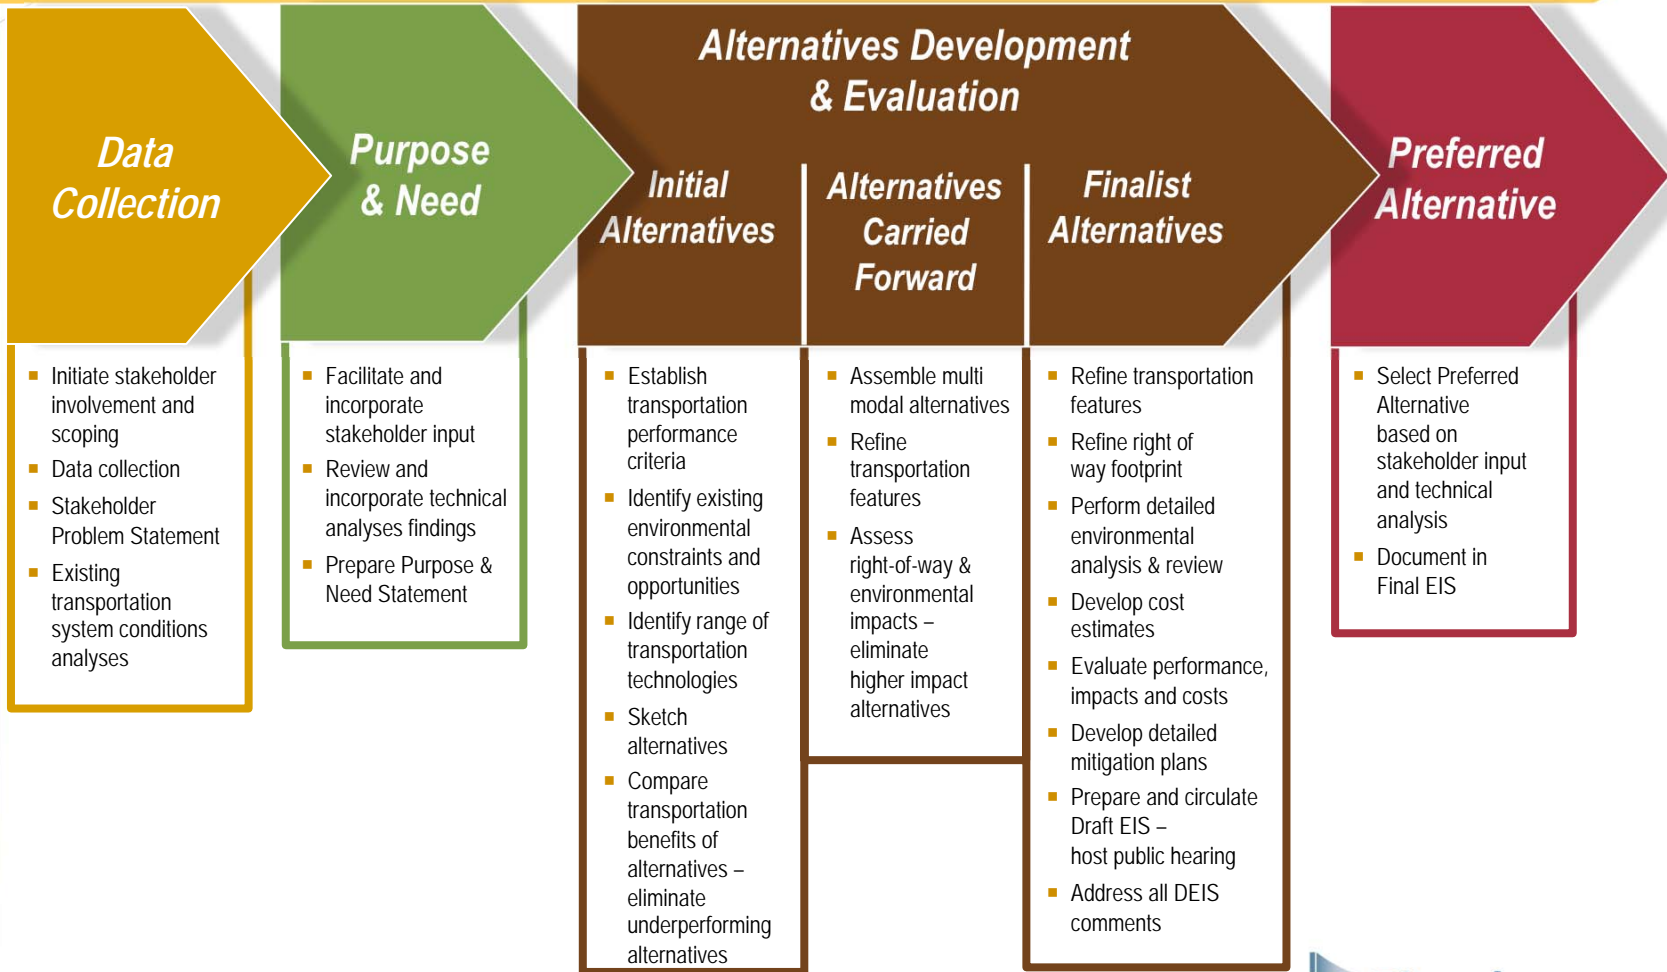 Data
Collection
Initiate stakeholder
involvement and
scoping
Data collection
Stakeholder
Problem Statement
Existing
transportation
system conditions
analyses
Purpose
& Need
Facilitate and
incorporate
stakeholder input
Review and
incorporate technical
analyses findings
Prepare Purpose &
Need Statement
Alternatives Development
& Evaluation
Initial
Alternatives
Establish
transportation
performance
criteria
Identify existing
environmental
constraints and
opportunities
Identify range of
transportation
technologies
Sketch
alternatives
Compare
transportation
benefits of
alternatives –
eliminate
underperforming
alternatives
Alternatives
Carried
Forward
Assemble multi
modal alternatives
Refine
transportation
features
Assess
right-of-way &
environmental
impacts –
eliminate
higher impact
alternatives
Finalist
Alternatives
Refine transportation
features
Refine right of
way footprint
Perform detailed
environmental
analysis & review
Develop cost
estimates
Evaluate performance,
impacts and costs
Develop detailed
mitigation plans
Prepare and circulate
Draft EIS –
host public hearing
Address all DEIS
comments
Preferred
Alternative
Select Preferred
Alternative
based on
stakeholder input
and technical
analysis
Document in
Final EIS